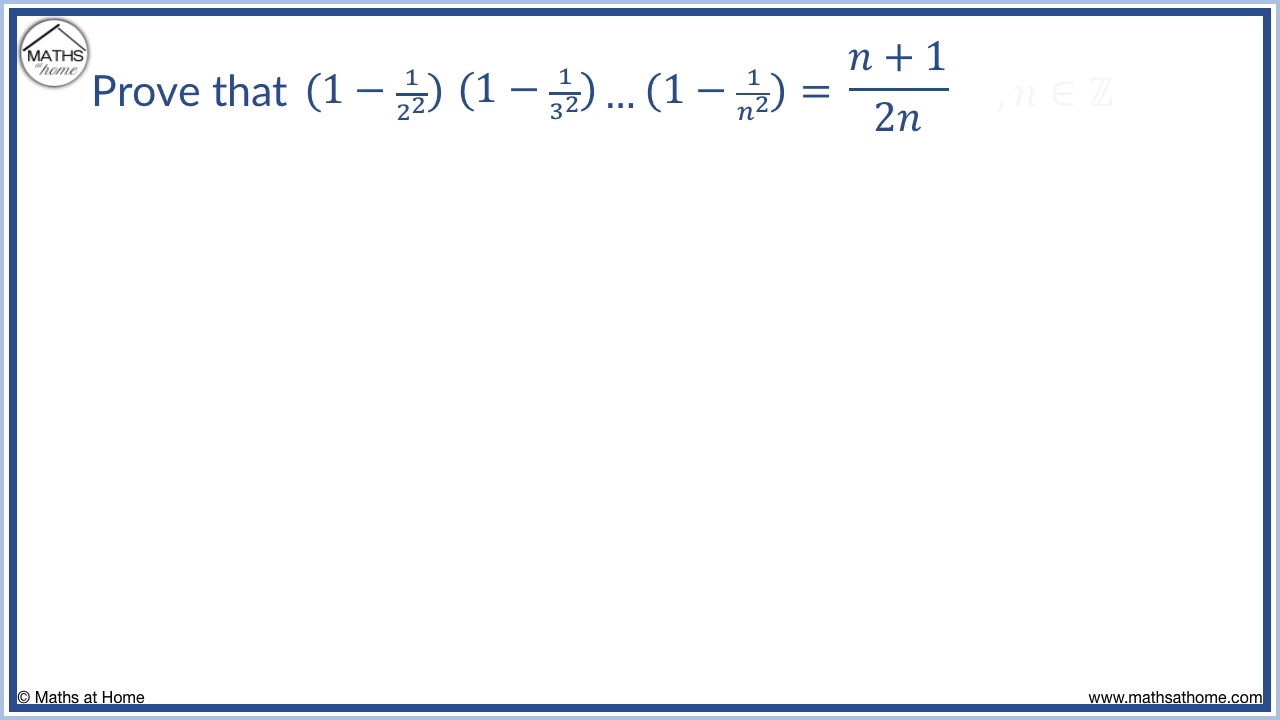 MATHS
at home
Prove that (1 − 1/2²) (1 − 1/3²) ... (1 − 1/n²) = (n + 1)/2n , n ∈ ℤ
© Maths at Home
www.mathsathome.com